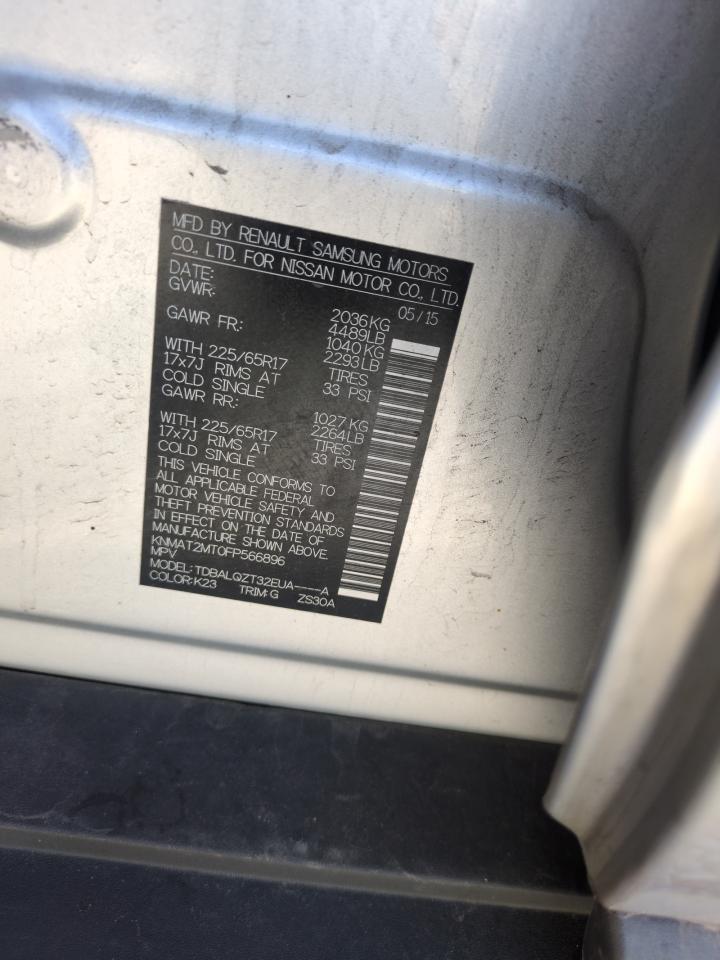 MFD BY RENAULT SAMSUNG MOTORS
CO., LTD. FOR NISSAN MOTOR CO., LTD.
DATE: 05/15
GVWR: 2036KG
4489LB
GAWR FR: 1040KG
2293LB
WITH 225/65R17 TIRES
17x7J RIMS AT 33 PSI
COLD SINGLE
GAWR RR: 1027KG
2264LB
WITH 225/65R17 TIRES
17x7J RIMS AT 33 PSI
COLD SINGLE
THIS VEHICLE CONFORMS TO
ALL APPLICABLE FEDERAL
MOTOR VEHICLE SAFETY AND
THEFT PREVENTION STANDARDS
IN EFFECT ON THE DATE OF
MANUFACTURE SHOWN ABOVE.
KNMAT2MT0FP566896
MPV
MODEL: TDBALQZT32EUA----A
COLOR: K23 TRIM: G ZS30A